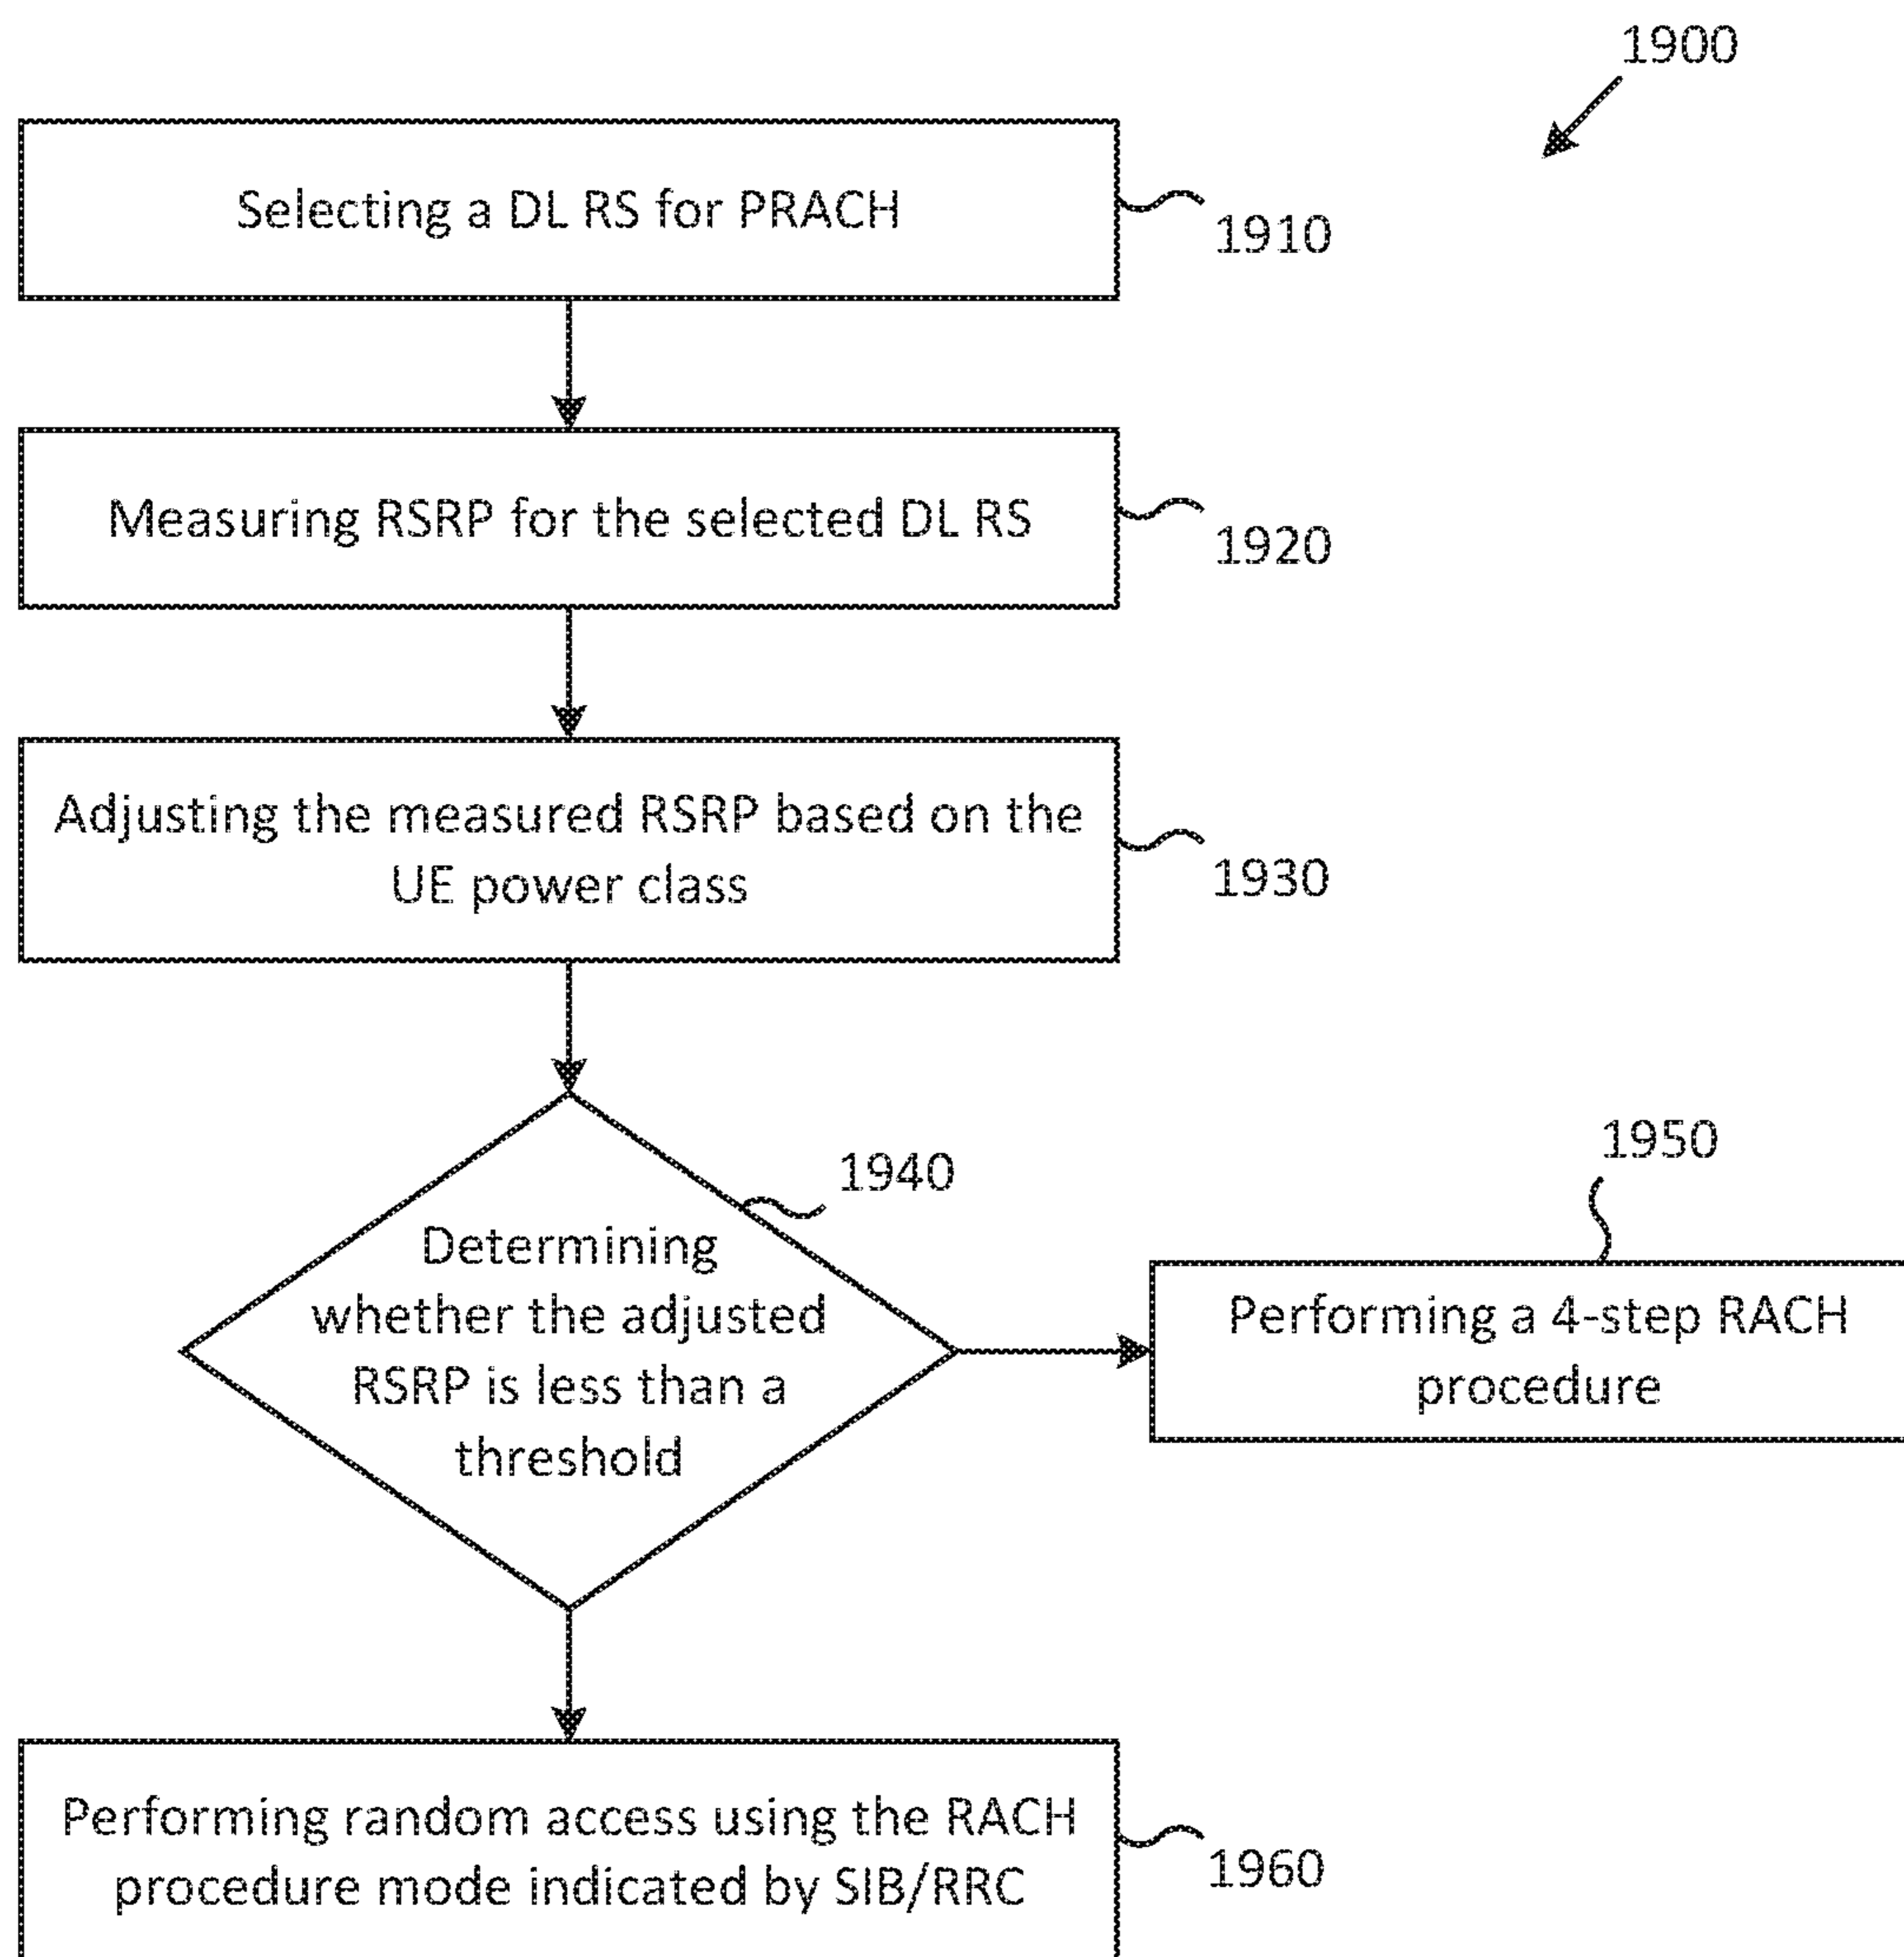 1900
Selecting a DL RS for PRACH
1910
Measuring RSRP for the selected DL RS
1920
Adjusting the measured RSRP based on the
UE power class
1930
1940
Determining
whether the adjusted
RSRP is less than a
threshold
1950
Performing a 4-step RACH
procedure
Performing random access using the RACH
procedure mode indicated by SIB/RRC
1960